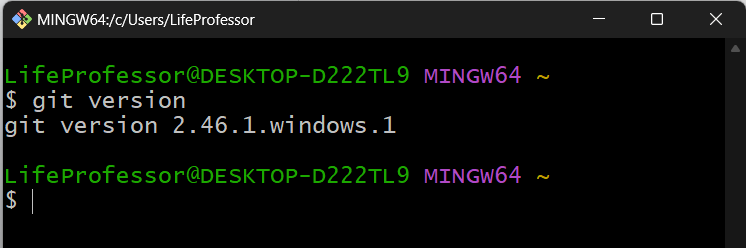 MINGW64:/c/Users/LifeProfessor
LifeProfessor@DESKTOP-D222TL9 MINGW64 ~
$ git version
git version 2.46.1.windows.1
LifeProfessor@DESKTOP-D222TL9 MINGW64 ~
$